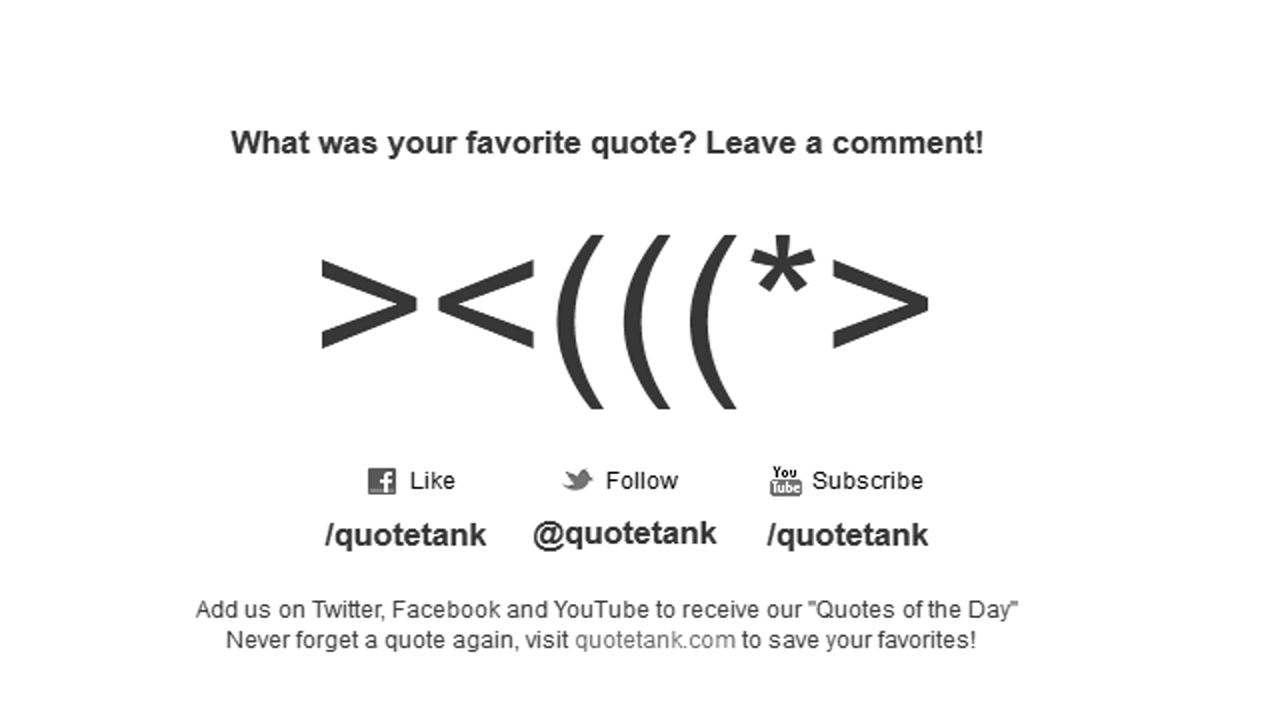 What was your favorite quote? Leave a comment!
><(((*>
f Like Follow You Tube Subscribe
/quotetank @quotetank /quotetank
Add us on Twitter, Facebook and YouTube to receive our "Quotes of the Day"
Never forget a quote again, visit quotetank.com to save your favorites!